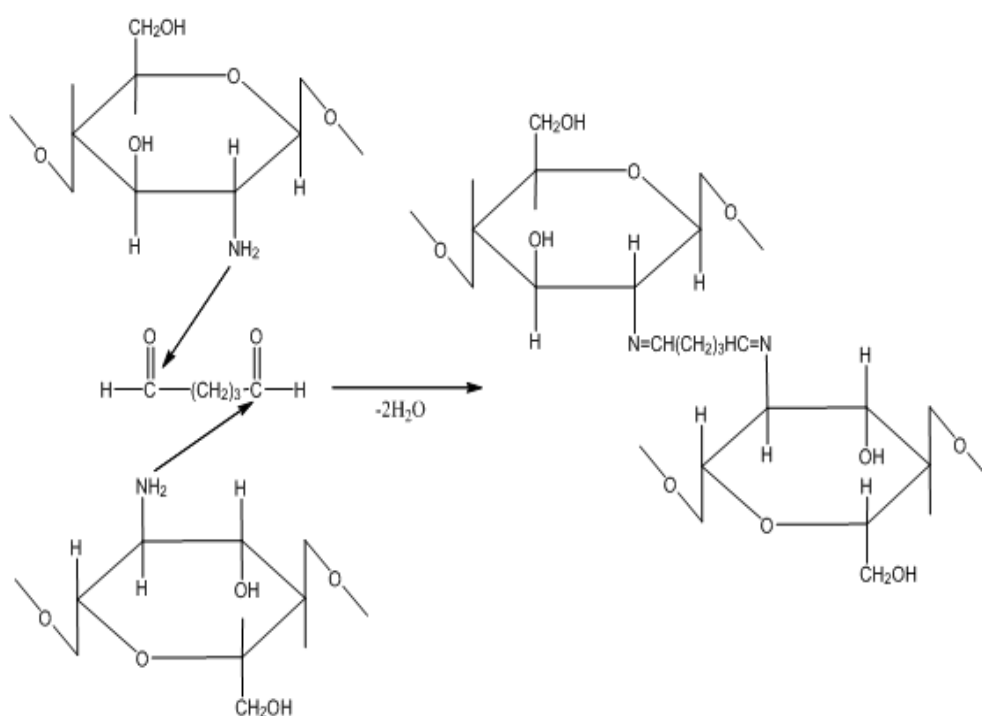 CH₂OH
O
OH H
O O
H H
NH₂
O O
H—C—(CH₂)₃-C—H
-2H₂O
NH₂ H
H
H OH
O O
O
CH₂OH
CH₂OH
O
OH H
O O
H H
N=CH(CH₂)₃HC=N
H H
H OH
O H O
O
CH₂OH